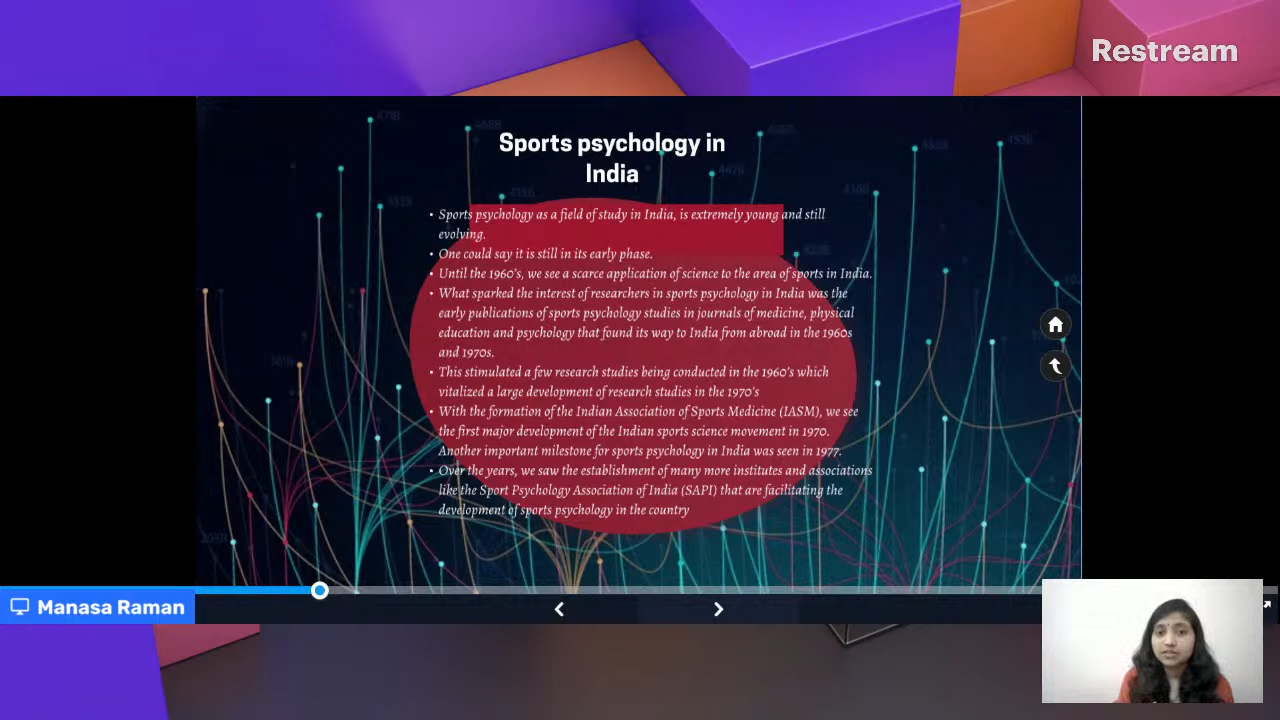 Restream
Sports psychology in
India
• Sports psychology as a field of study in India, is extremely young and still
evolving.
• One could say it is still in its early phase.
• Until the 1960's, we see a scarce application of science to the area of sports in India.
• What sparked the interest of researchers in sports psychology in India was the
early publications of sports psychology studies in journals of medicine, physical
education and psychology that found its way to India from abroad in the 1960s
and 1970s.
• This stimulated a few research studies being conducted in the 1960's which
vitalized a large development of research studies in the 1970's
• With the formation of the Indian Association of Sports Medicine (IASM), we see
the first major development of the Indian sports science movement in 1970.
Another important milestone for sports psychology in India was seen in 1977.
• Over the years, we saw the establishment of many more institutes and associations
like the Sport Psychology Association of India (SAPI) that are facilitating the
development of sports psychology in the country
Manasa Raman